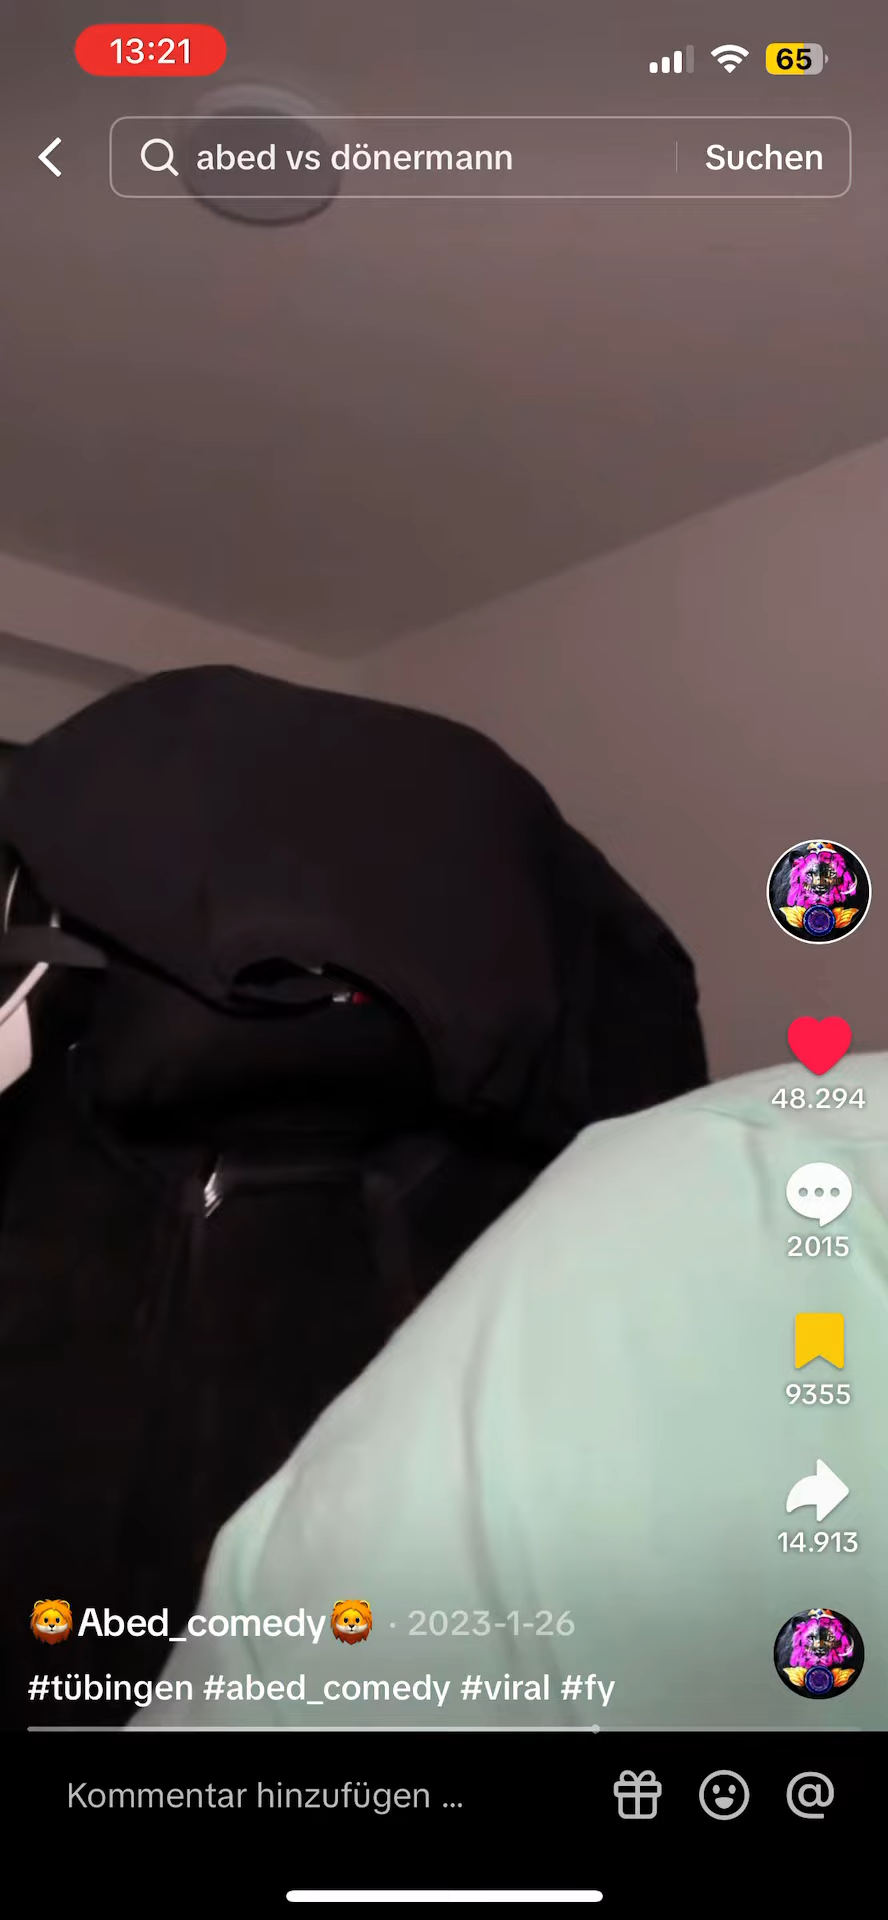 13:21
65
abed vs dönermann
Suchen
48.294
2015
9355
14.913
🦁Abed_comedy🦁 · 2023-1-26
#tübingen #abed_comedy #viral #fy
Kommentar hinzufügen ...